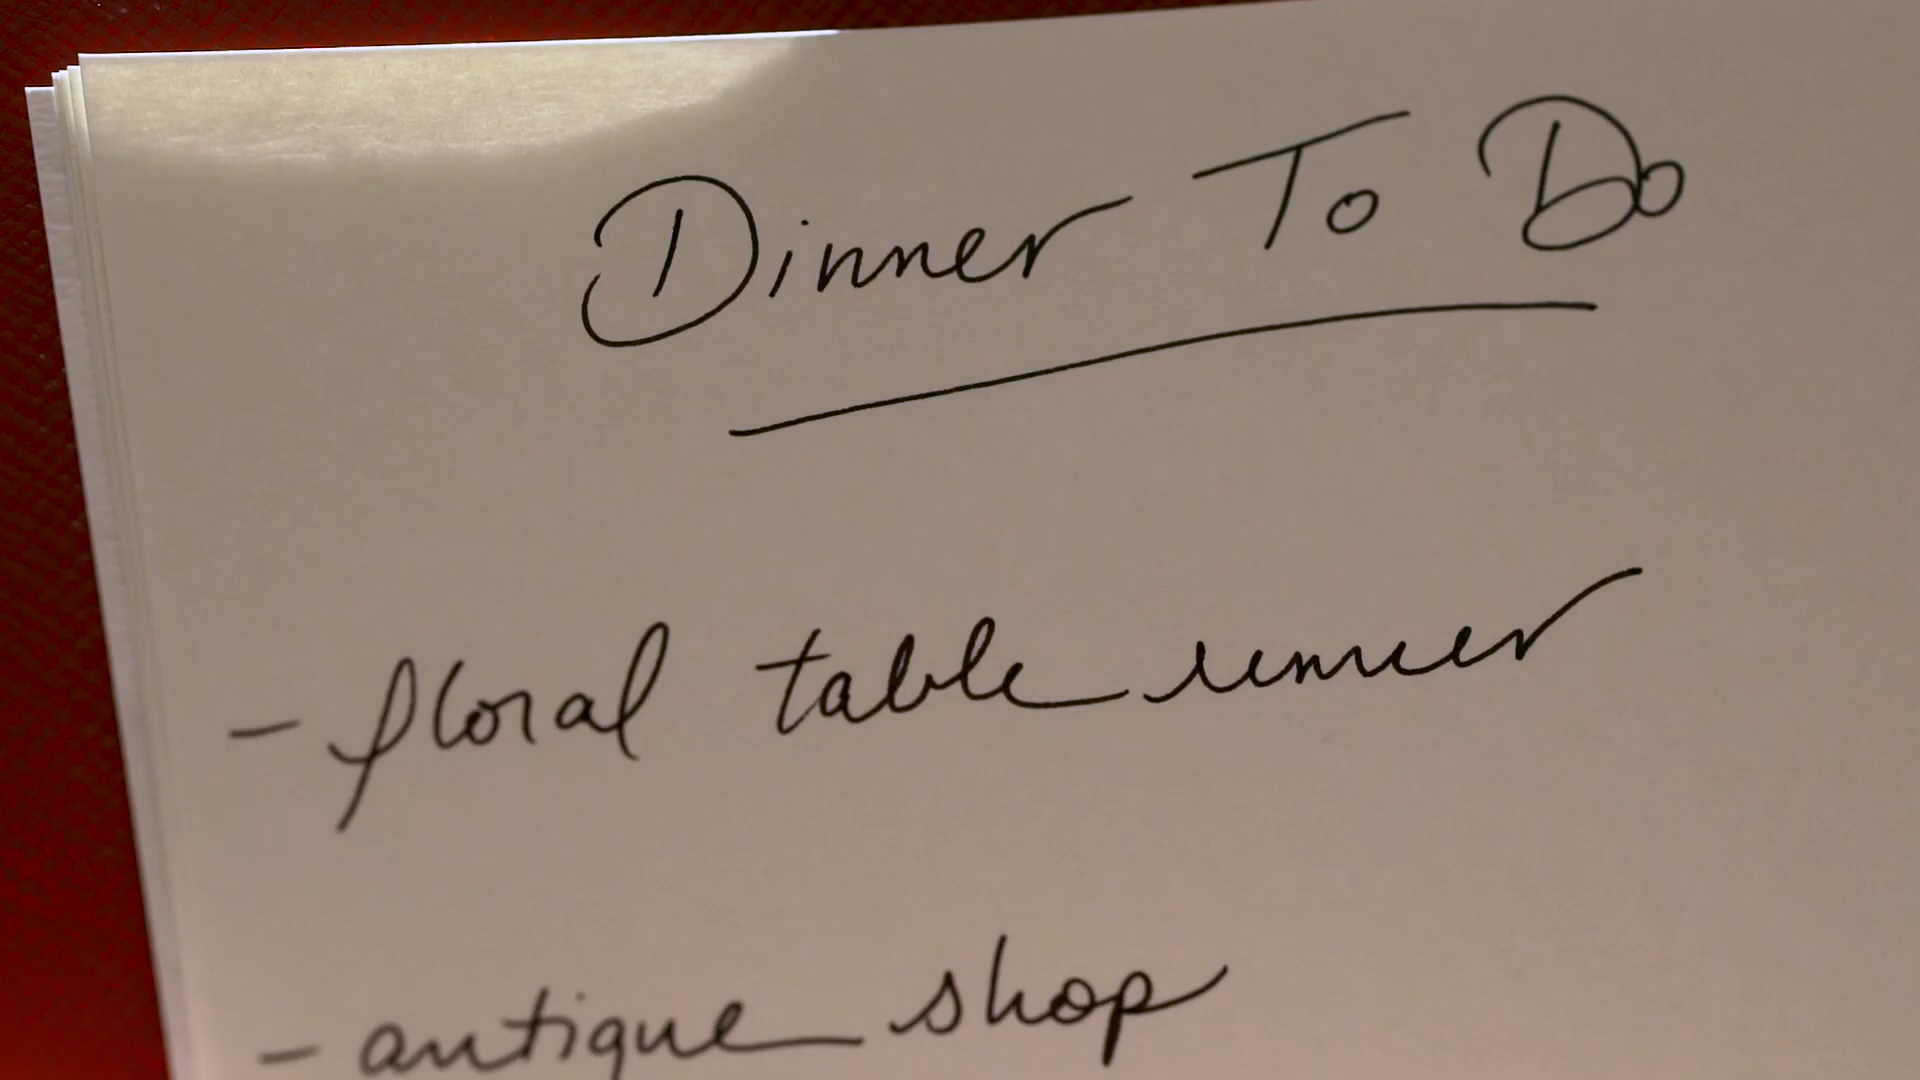 Dinner To Do
- floral table runner
- antique shop